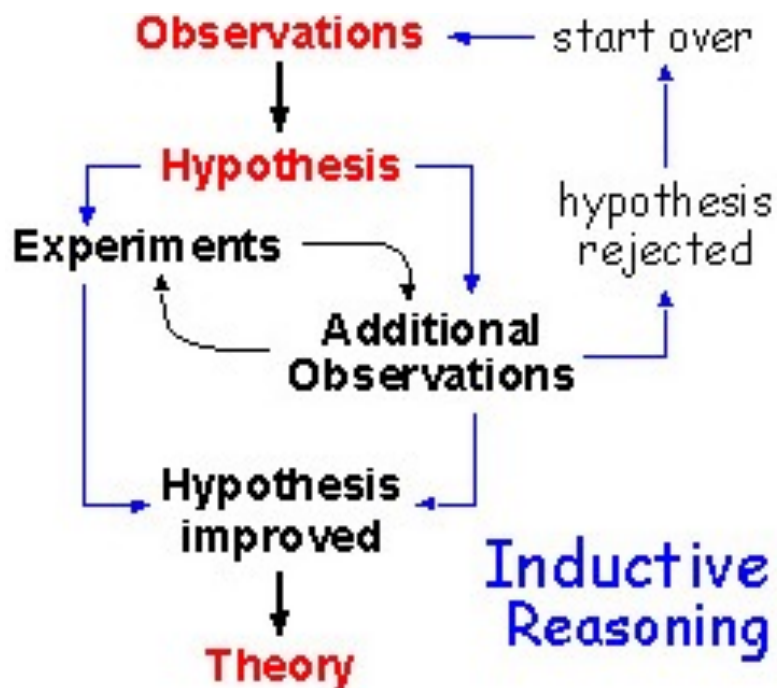 Observations
start over
Hypothesis
hypothesis
rejected
Experiments
Additional
Observations
Hypothesis
improved
Inductive
Reasoning
Theory